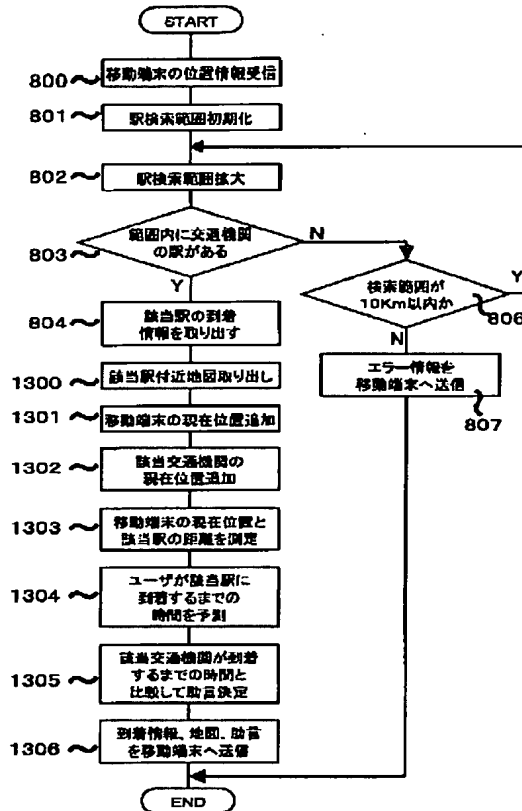 START
800
移動端末の位置情報受信
801
駅検索範囲初期化
802
駅検索範囲拡大
803
範囲内に交通機関
の駅がある
N
Y
検索範囲が
10Km以内か
Y
806
N
804
該当駅の到着
情報を取り出す
エラー情報を
移動端末へ送信
807
1300
該当駅付近地図取り出し
1301
移動端末の現在位置追加
1302
該当交通機関の
現在位置追加
1303
移動端末の現在位置と
該当駅の距離を測定
1304
ユーザが該当駅に
到着するまでの
時間を予測
1305
該当交通機関が到着
するまでの時間と
比較して助言決定
1306
到着情報、地図、助言
を移動端末へ送信
END